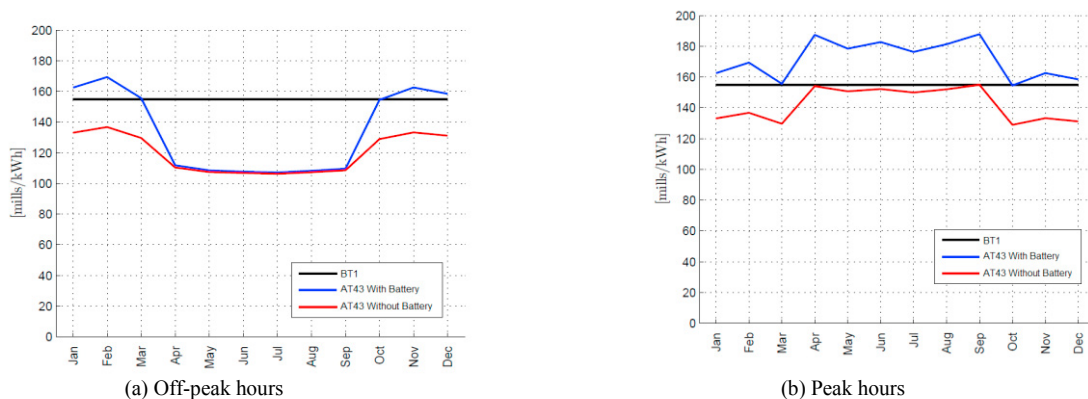 200
180
160
140
120
100
80
60
40
20
0
[mills/kWh]
BT1
AT43 With Battery
AT43 Without Battery
Jan
Feb
Mar
Apr
May
Jun
Jul
Aug
Sep
Oct
Nov
Dec
(a) Off-peak hours
200
180
160
140
120
100
80
60
40
20
0
[mills/kWh]
BT1
AT43 With Battery
AT43 Without Battery
Jan
Feb
Mar
Apr
May
Jun
Jul
Aug
Sep
Oct
Nov
Dec
(b) Peak hours